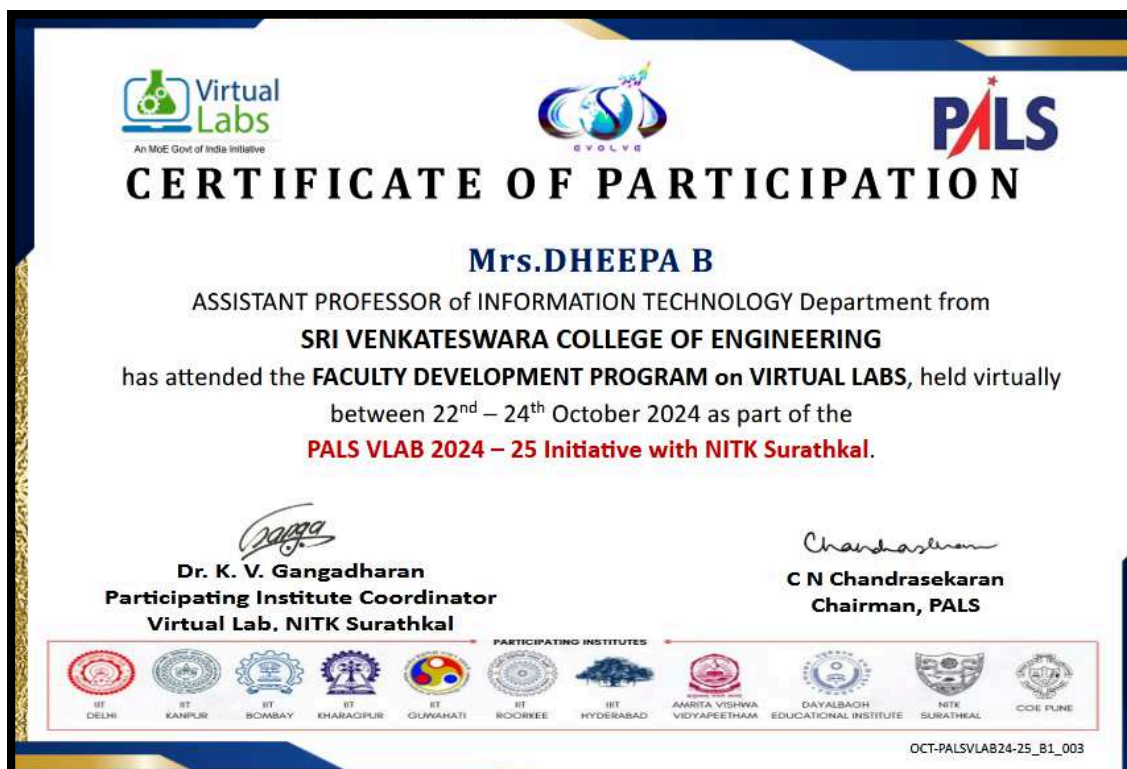 Virtual
Labs
An MoE Govt of India Initiative
CSD
EVOLVE
PALS
CERTIFICATE OF PARTICIPATION
Mrs.DHEEPA B
ASSISTANT PROFESSOR of INFORMATION TECHNOLOGY Department from
SRI VENKATESWARA COLLEGE OF ENGINEERING
has attended the FACULTY DEVELOPMENT PROGRAM on VIRTUAL LABS, held virtually
between 22nd – 24th October 2024 as part of the
PALS VLAB 2024 – 25 Initiative with NITK Surathkal.
Ganga
Chandrasekaran
Dr. K. V. Gangadharan
Participating Institute Coordinator
Virtual Lab, NITK Surathkal
C N Chandrasekaran
Chairman, PALS
PARTICIPATING INSTITUTES
IIT DELHI
IIT KANPUR
IIT BOMBAY
IIT KHARAGPUR
IIT GUWAHATI
IIT ROORKEE
IIIT HYDERABAD
AMRITA VISHWA VIDYAPEETHAM
DAYALBAGH EDUCATIONAL INSTITUTE
NITK SURATHKAL
COE PUNE
OCT-PALSVLAB24-25_B1_003